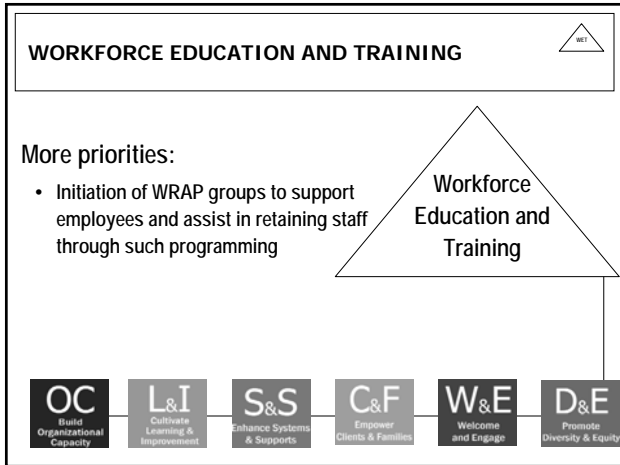 WORKFORCE EDUCATION AND TRAINING
WET
More priorities:
• Initiation of WRAP groups to support
employees and assist in retaining staff
through such programming
Workforce
Education and
Training
OC
Build
Organizational
Capacity
L&I
Cultivate
Learning &
Improvement
S&S
Enhance Systems
& Supports
C&F
Empower
Clients & Families
W&E
Welcome
and Engage
D&E
Promote
Diversity & Equity